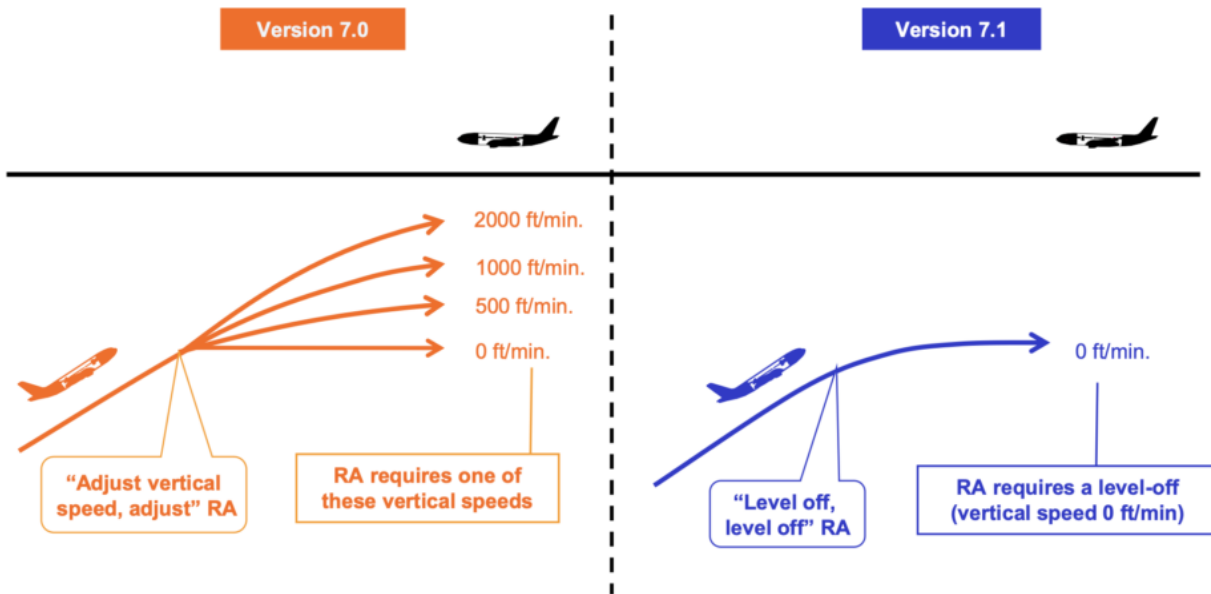 Version 7.0
2000 ft/min.
1000 ft/min.
500 ft/min.
0 ft/min.
“Adjust vertical
speed, adjust” RA
RA requires one of
these vertical speeds
Version 7.1
0 ft/min.
“Level off,
level off” RA
RA requires a level-off
(vertical speed 0 ft/min)